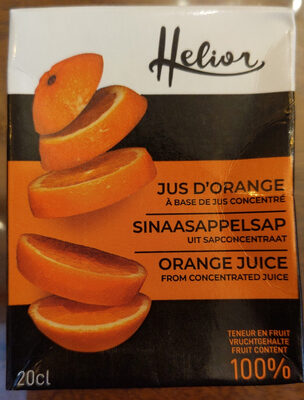 Helior
JUS D'ORANGE
À BASE DE JUS CONCENTRÉ
SINAASAPPELSAP
UIT SAPCONCENTRAAT
ORANGE JUICE
FROM CONCENTRATED JUICE
TENEUR EN FRUIT
VRUCHTGEHALTE
FRUIT CONTENT
100%
20cl